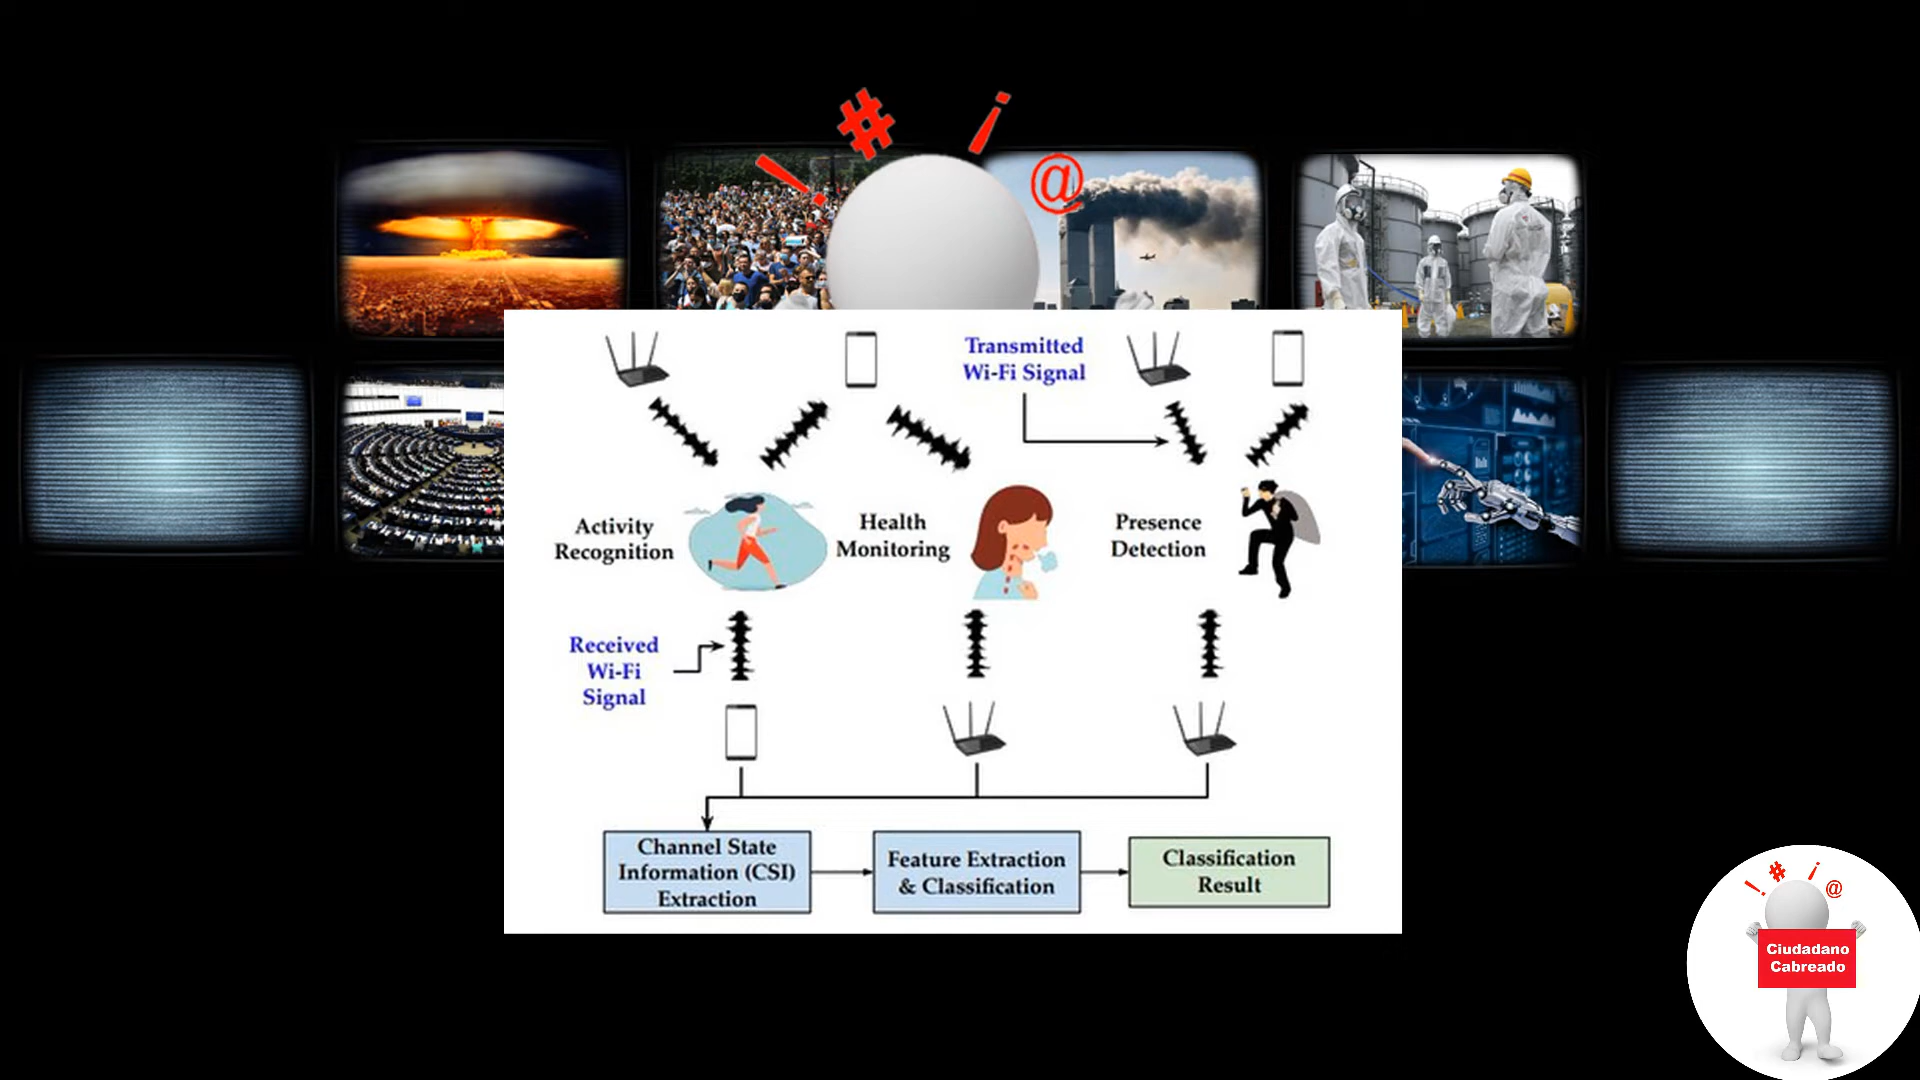 ! # ¡ @
Transmitted
Wi-Fi Signal
Activity
Recognition
Health
Monitoring
Presence
Detection
Received
Wi-Fi
Signal
Channel State
Information (CSI)
Extraction
Feature Extraction
& Classification
Classification
Result
! # ¡ @
Ciudadano
Cabreado